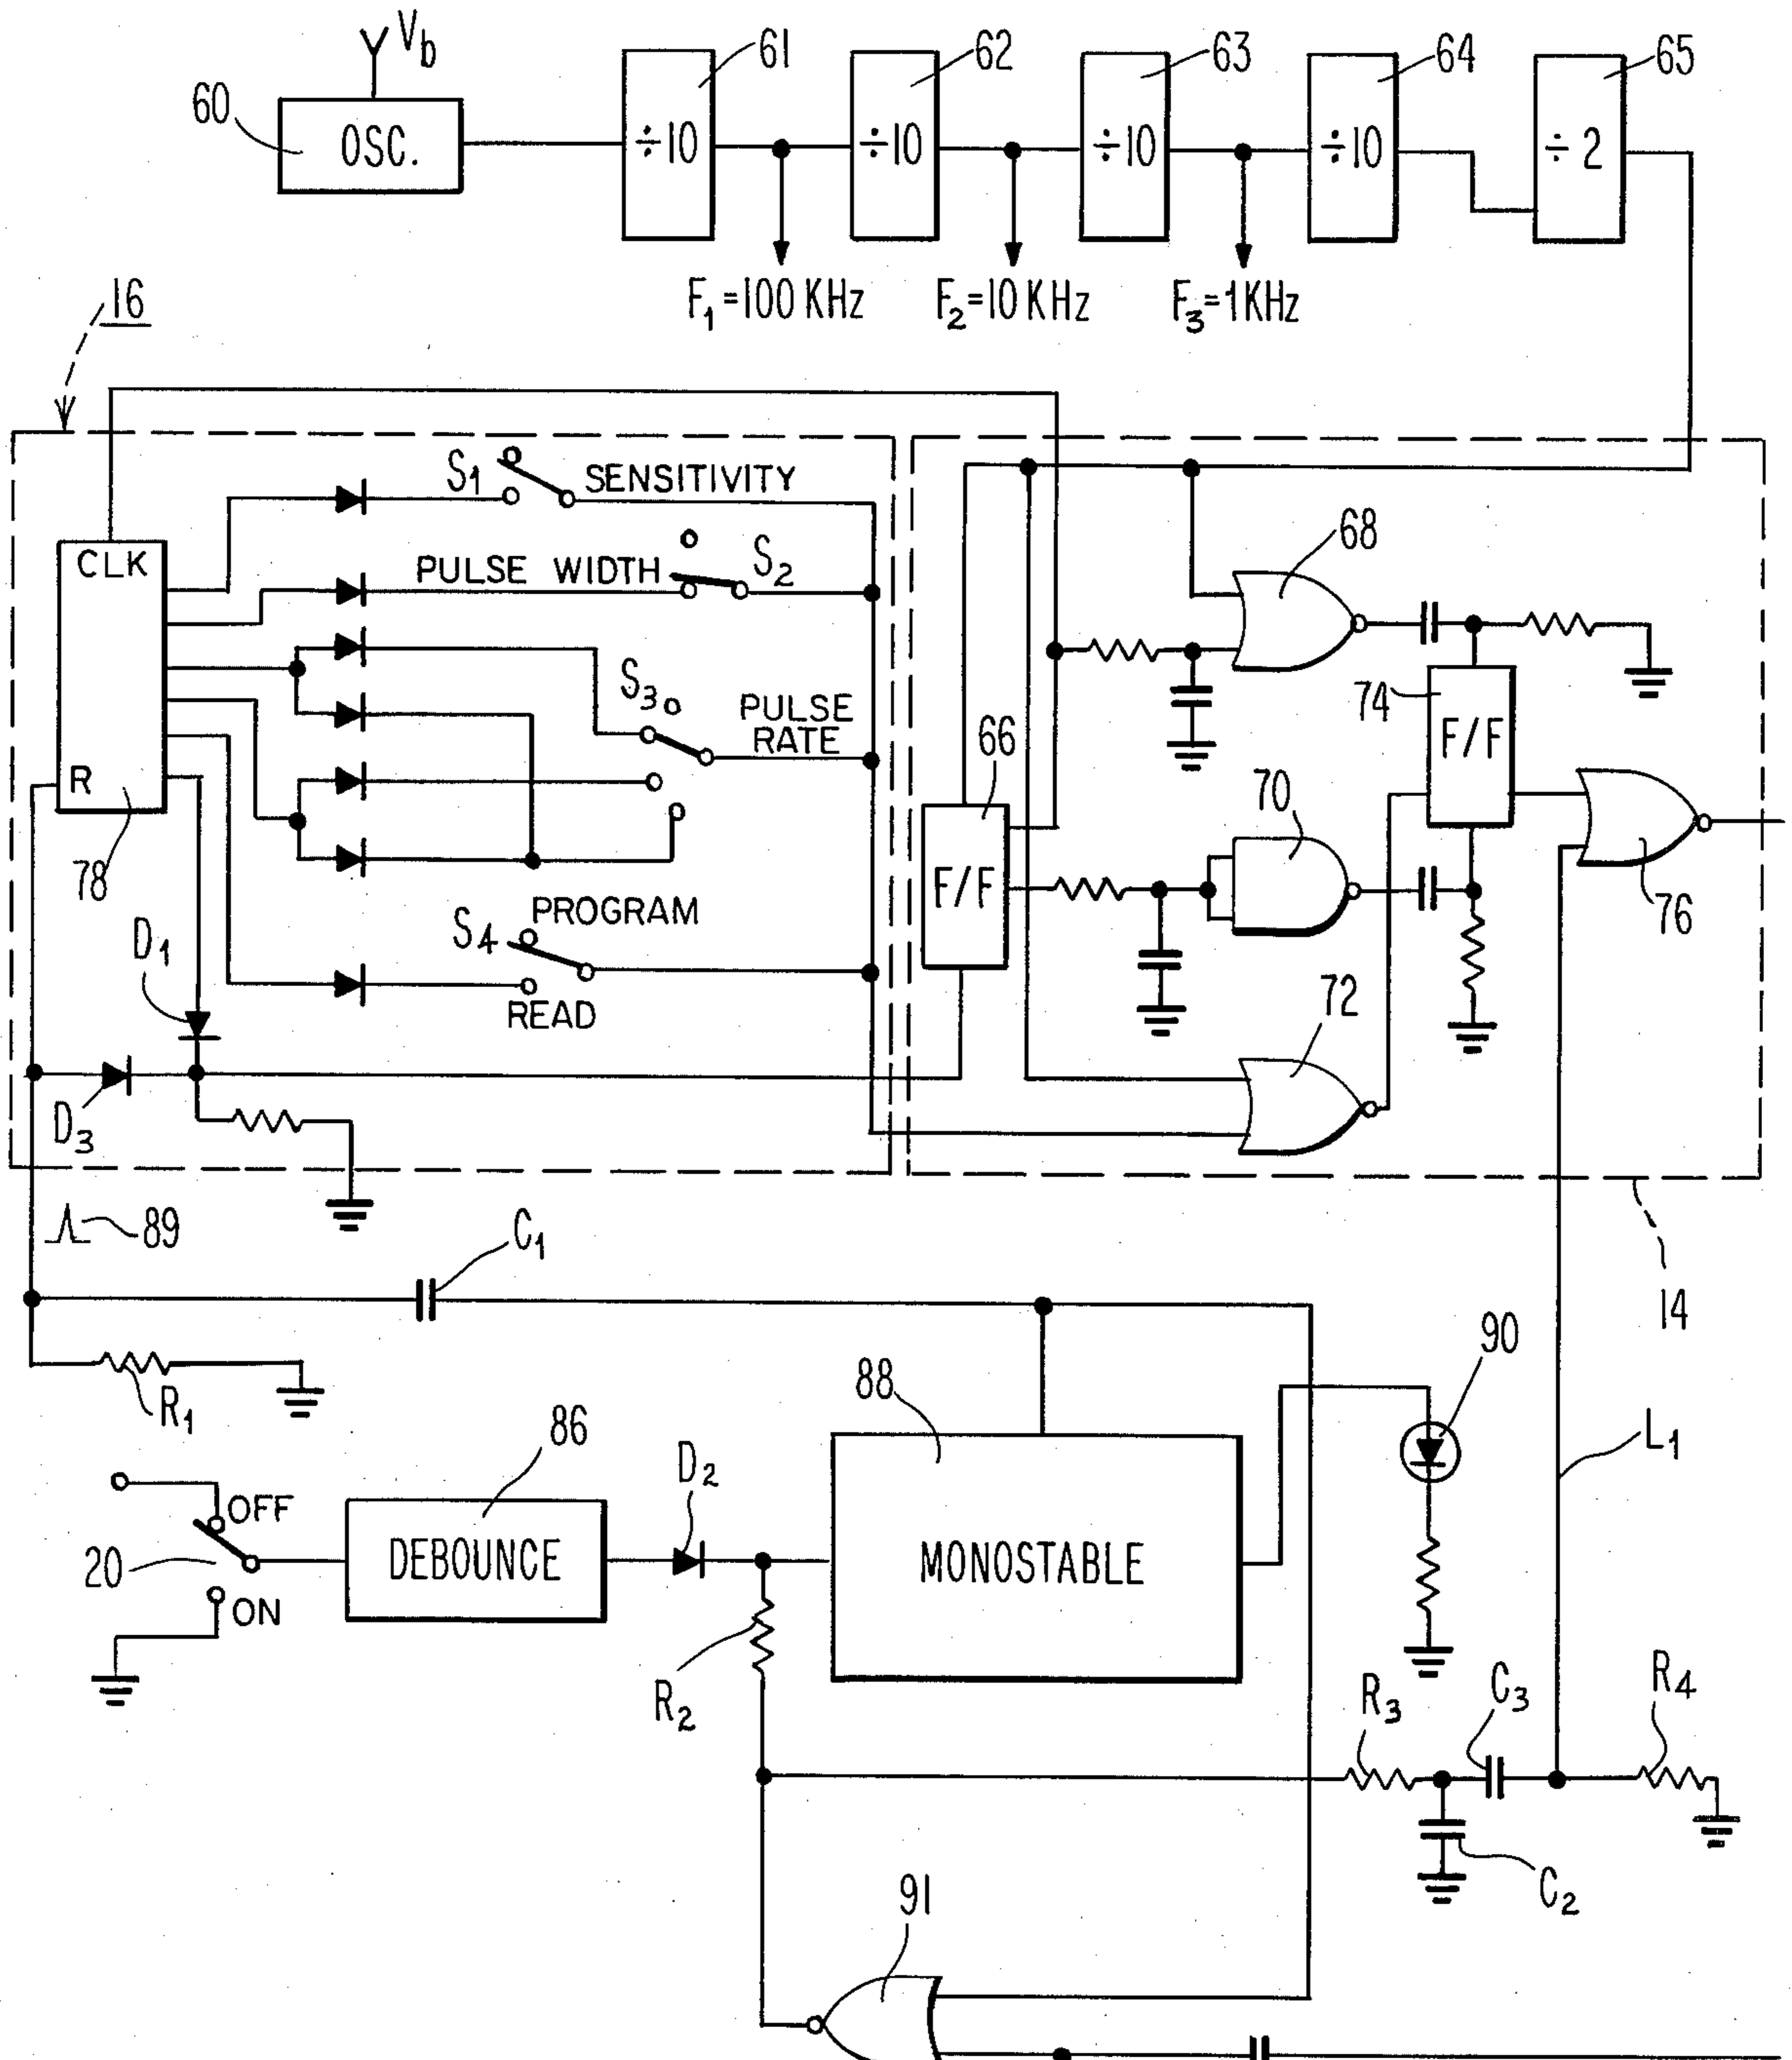 V_b
61
62
63
64
65
60
OSC.
÷10
÷10
÷10
÷10
÷2
F₁=100 KHz
F₂=10 KHz
F₃=1KHz
16
S₁
SENSITIVITY
CLK
PULSE WIDTH
S₂
68
S₃
PULSE
RATE
74
F/F
66
R
70
78
F/F
76
PROGRAM
S₄
D₁
READ
72
D₃
89
C₁
14
90
R₁
88
86
L₁
D₂
OFF
20
DEBOUNCE
MONOSTABLE
ON
R₂
R₃
C₃
R₄
C₂
91